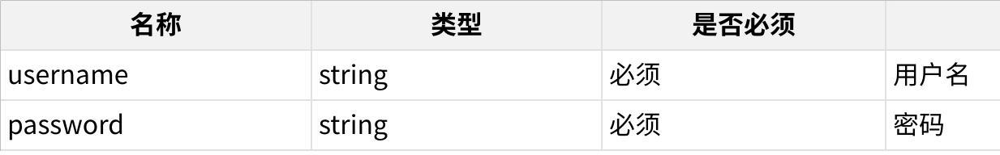 名称 类型 是否必须
username string 必须 用户名
password string 必须 密码